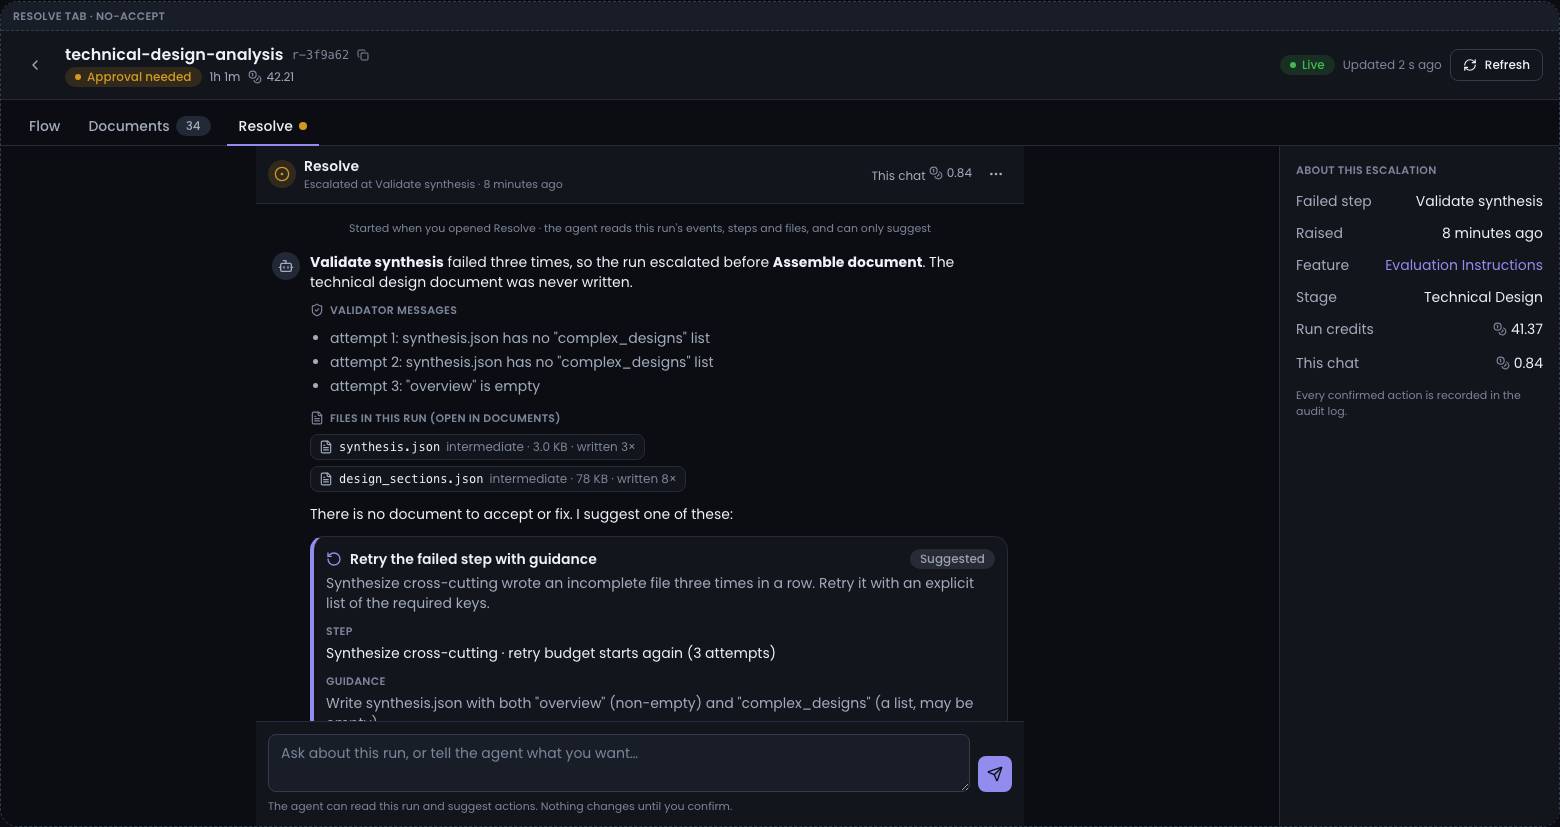 RESOLVE TAB · NO-ACCEPT
technical-design-analysis r-3f9a62
Approval needed 1h 1m 42.21
Live Updated 2 s ago Refresh
Flow Documents 34 Resolve
Resolve
Escalated at Validate synthesis · 8 minutes ago
This chat 0.84
Started when you opened Resolve · the agent reads this run's events, steps and files, and can only suggest
Validate synthesis failed three times, so the run escalated before Assemble document. The
technical design document was never written.
VALIDATOR MESSAGES
• attempt 1: synthesis.json has no "complex_designs" list
• attempt 2: synthesis.json has no "complex_designs" list
• attempt 3: "overview" is empty
FILES IN THIS RUN (OPEN IN DOCUMENTS)
synthesis.json intermediate · 3.0 KB · written 3×
design_sections.json intermediate · 78 KB · written 8×
There is no document to accept or fix. I suggest one of these:
Retry the failed step with guidance Suggested
Synthesize cross-cutting wrote an incomplete file three times in a row. Retry it with an explicit
list of the required keys.
STEP
Synthesize cross-cutting · retry budget starts again (3 attempts)
GUIDANCE
Write synthesis.json with both "overview" (non-empty) and "complex_designs" (a list, may be
Ask about this run, or tell the agent what you want...
The agent can read this run and suggest actions. Nothing changes until you confirm.
ABOUT THIS ESCALATION
Failed step Validate synthesis
Raised 8 minutes ago
Feature Evaluation Instructions
Stage Technical Design
Run credits 41.37
This chat 0.84
Every confirmed action is recorded in the
audit log.